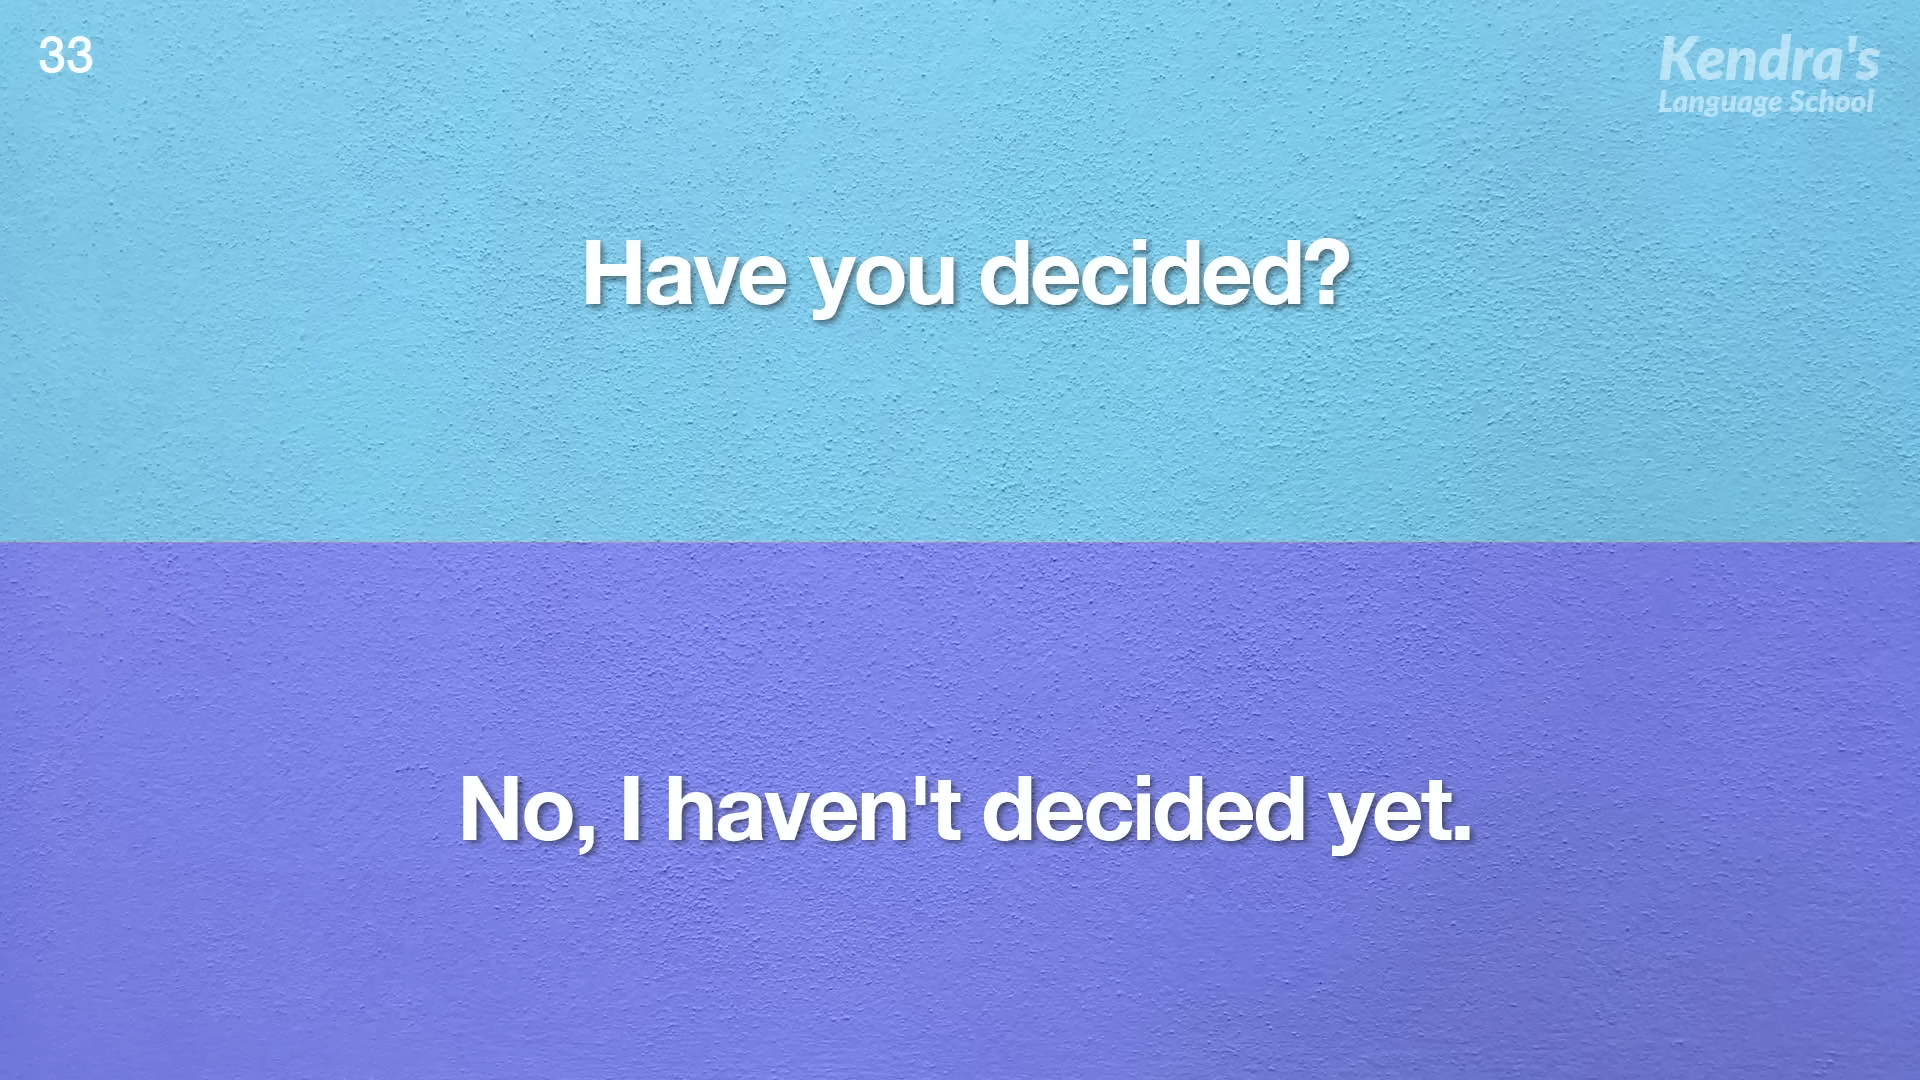 33
Kendra's
Language School
Have you decided?
No, I haven't decided yet.